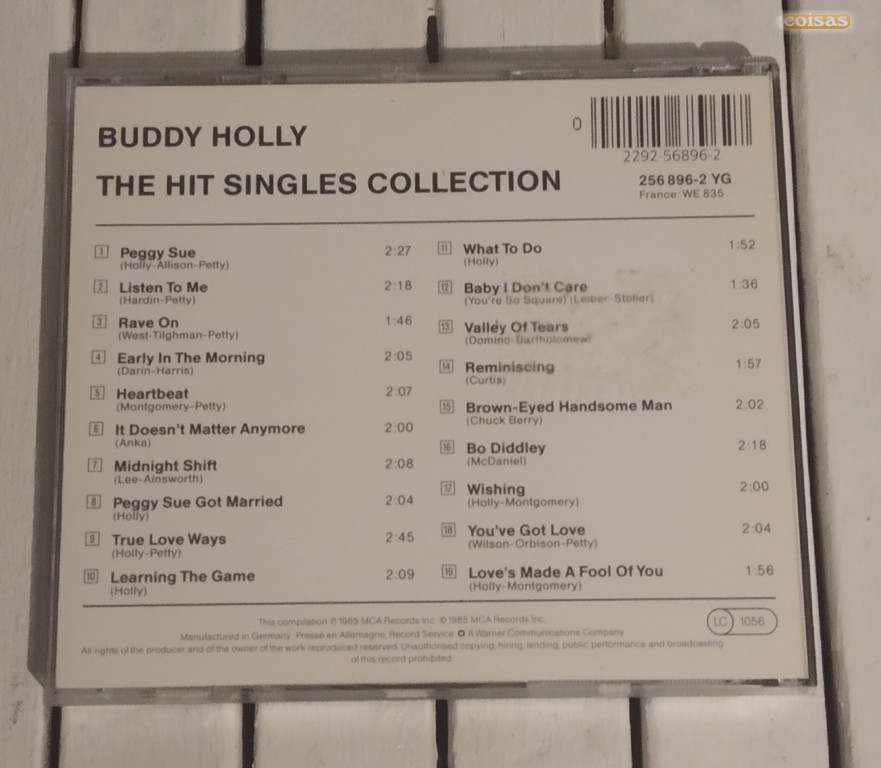 eoisas
BUDDY HOLLY
THE HIT SINGLES COLLECTION
0
2292-56896-2
256 896-2 YG
France: WE 835
1 Peggy Sue 2:27
(Holly-Allison-Petty)
2 Listen To Me 2:18
(Hardin-Petty)
3 Rave On 1:46
(West-Tilghman-Petty)
4 Early In The Morning 2:05
(Darin-Harris)
5 Heartbeat 2:07
(Montgomery-Petty)
6 It Doesn't Matter Anymore 2:00
(Anka)
7 Midnight Shift 2:08
(Lee-Ainsworth)
8 Peggy Sue Got Married 2:04
(Holly)
9 True Love Ways 2:45
(Holly-Petty)
10 Learning The Game 2:09
(Holly)
11 What To Do 1:52
(Holly)
12 Baby I Don't Care 1:36
(You're So Square) (Leiber-Stoller)
13 Valley Of Tears 2:05
(Domino-Bartholomew)
14 Reminiscing 1:57
(Curtis)
15 Brown-Eyed Handsome Man 2:02
(Chuck Berry)
16 Bo Diddley 2:18
(McDaniel)
17 Wishing 2:00
(Holly-Montgomery)
18 You've Got Love 2:04
(Wilson-Orbison-Petty)
19 Love's Made A Fool Of You 1:56
(Holly-Montgomery)
This compilation ℗ 1985 MCA Records Inc. © 1985 MCA Records Inc.
Manufactured in Germany. Pressé en Allemagne. Record Service. A Warner Communications Company
All rights of the producer and of the owner of the work reproduced reserved. Unauthorised copying, hiring, lending, public performance and broadcasting
of this record prohibited.
LC 1056